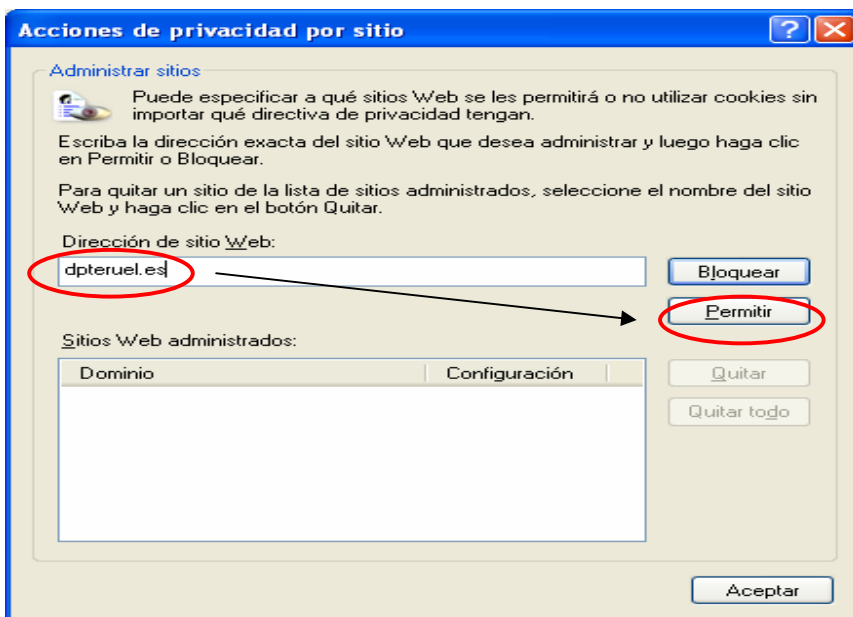 Acciones de privacidad por sitio
Administrar sitios
Puede especificar a qué sitios Web se les permitirá o no utilizar cookies sin
importar qué directiva de privacidad tengan.
Escriba la dirección exacta del sitio Web que desea administrar y luego haga clic
en Permitir o Bloquear.
Para quitar un sitio de la lista de sitios administrados, seleccione el nombre del sitio
Web y haga clic en el botón Quitar.
Dirección de sitio Web:
dpteruel.es
Bloquear
Permitir
Sitios Web administrados:
Dominio Configuración
Quitar
Quitar todo
Aceptar